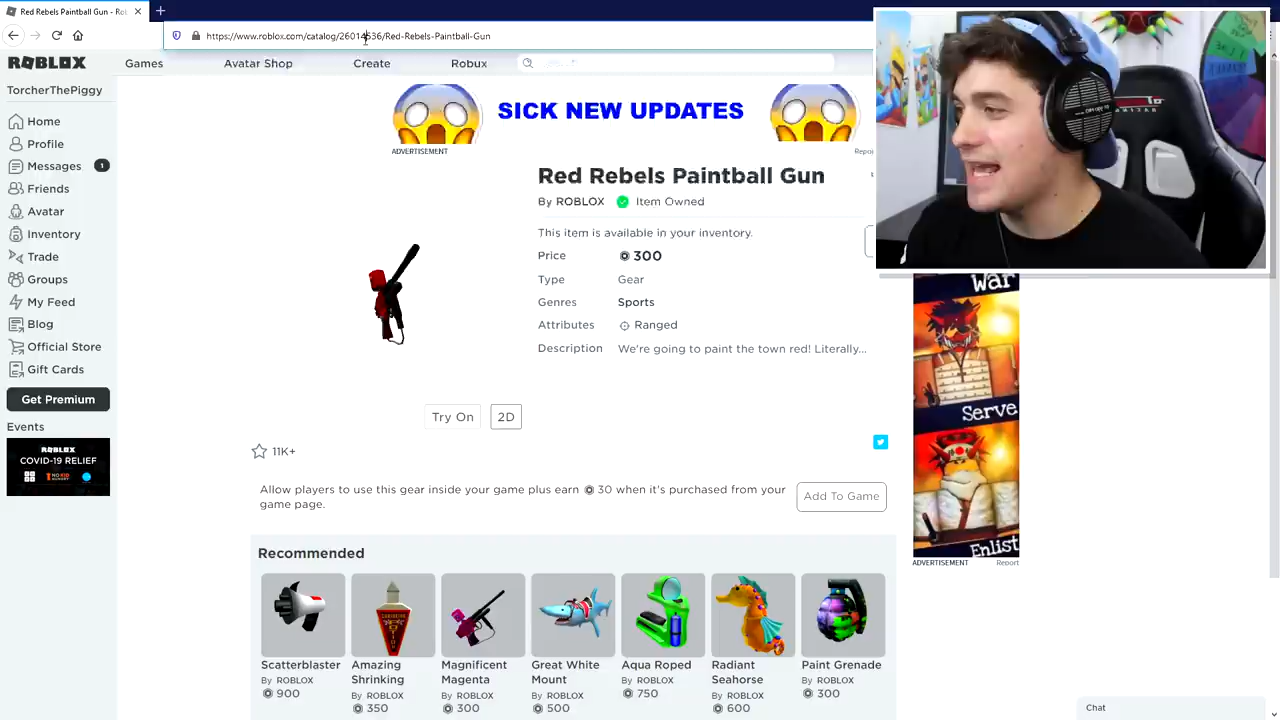 Red Rebels Paintball Gun - Ro
https://www.roblox.com/catalog/26014536/Red-Rebels-Paintball-Gun
ROBLOX
Games
Avatar Shop
Create
Robux
TorcherThePiggy
Home
Profile
Messages 1
Friends
Avatar
Inventory
Trade
Groups
My Feed
Blog
Official Store
Gift Cards
Get Premium
Events
ROBLOX
COVID-19 RELIEF
NO KID HUNGRY
SICK NEW UPDATES
ADVERTISEMENT
Repor
Red Rebels Paintball Gun
By ROBLOX Item Owned
This item is available in your inventory.
Price 300
Type Gear
Genres Sports
Attributes Ranged
Description We're going to paint the town red! Literally...
Try On
2D
11K+
Allow players to use this gear inside your game plus earn 30 when it's purchased from your
game page.
Add To Game
Recommended
Scatterblaster
By ROBLOX
900
Amazing
Shrinking
By ROBLOX
350
Magnificent
Magenta
By ROBLOX
300
Great White
Mount
By ROBLOX
500
Aqua Roped
By ROBLOX
750
Radiant
Seahorse
By ROBLOX
600
Paint Grenade
By ROBLOX
300
War
Serve
Enlist
ADVERTISEMENT
Report
Chat